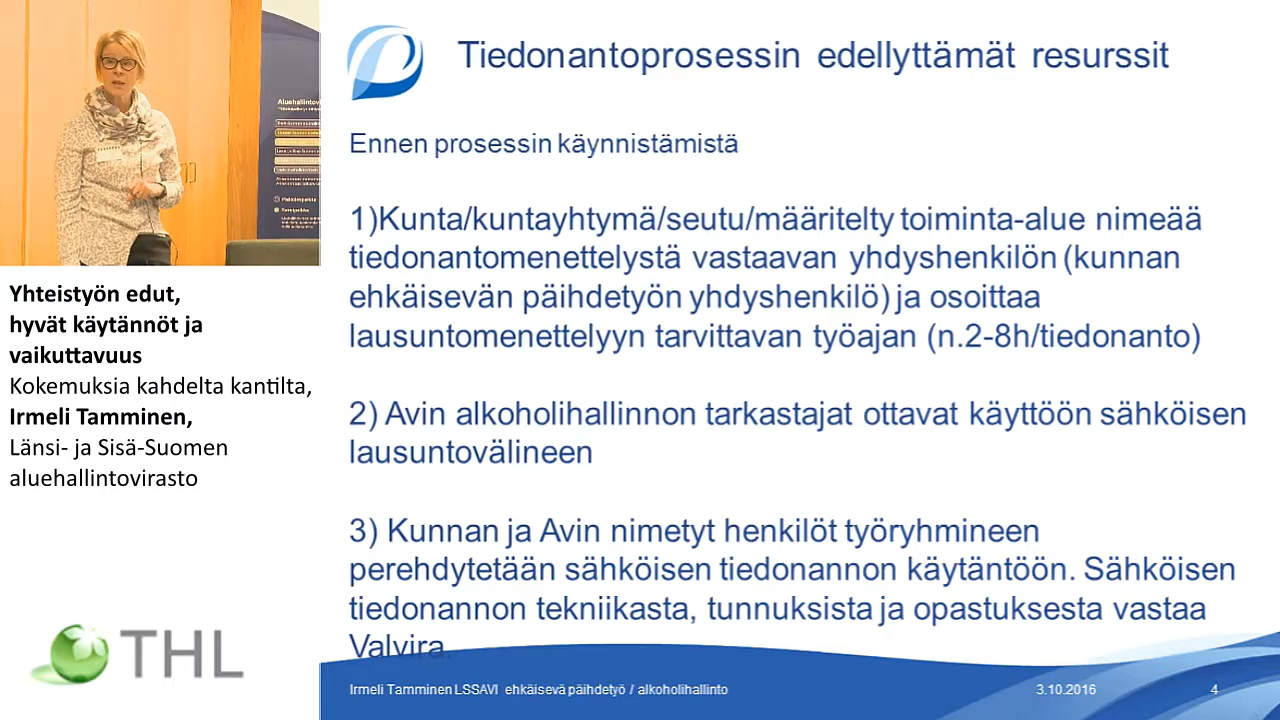 Tiedonantoprosessin edellyttämät resurssit
Ennen prosessin käynnistämistä
1)Kunta/kuntayhtymä/seutu/määritelty toiminta-alue nimeää
tiedonantomenettelystä vastaavan yhdyshenkilön (kunnan
ehkäisevän päihdetyön yhdyshenkilö) ja osoittaa
lausuntomenettelyyn tarvittavan työajan (n.2-8h/tiedonanto)
2) Avin alkoholihallinnon tarkastajat ottavat käyttöön sähköisen
lausuntovälineen
3) Kunnan ja Avin nimetyt henkilöt työryhmineen
perehdytetään sähköisen tiedonannon käytäntöön. Sähköisen
tiedonannon tekniikasta, tunnuksista ja opastuksesta vastaa
Valvira.
Irmeli Tamminen LSSAVI ehkäisevä päihdetyö / alkoholihallinto
3.10.2016
4
Yhteistyön edut,
hyvät käytännöt ja
vaikuttavuus
Kokemuksia kahdelta kantilta,
Irmeli Tamminen,
Länsi- ja Sisä-Suomen
aluehallintovirasto
THL